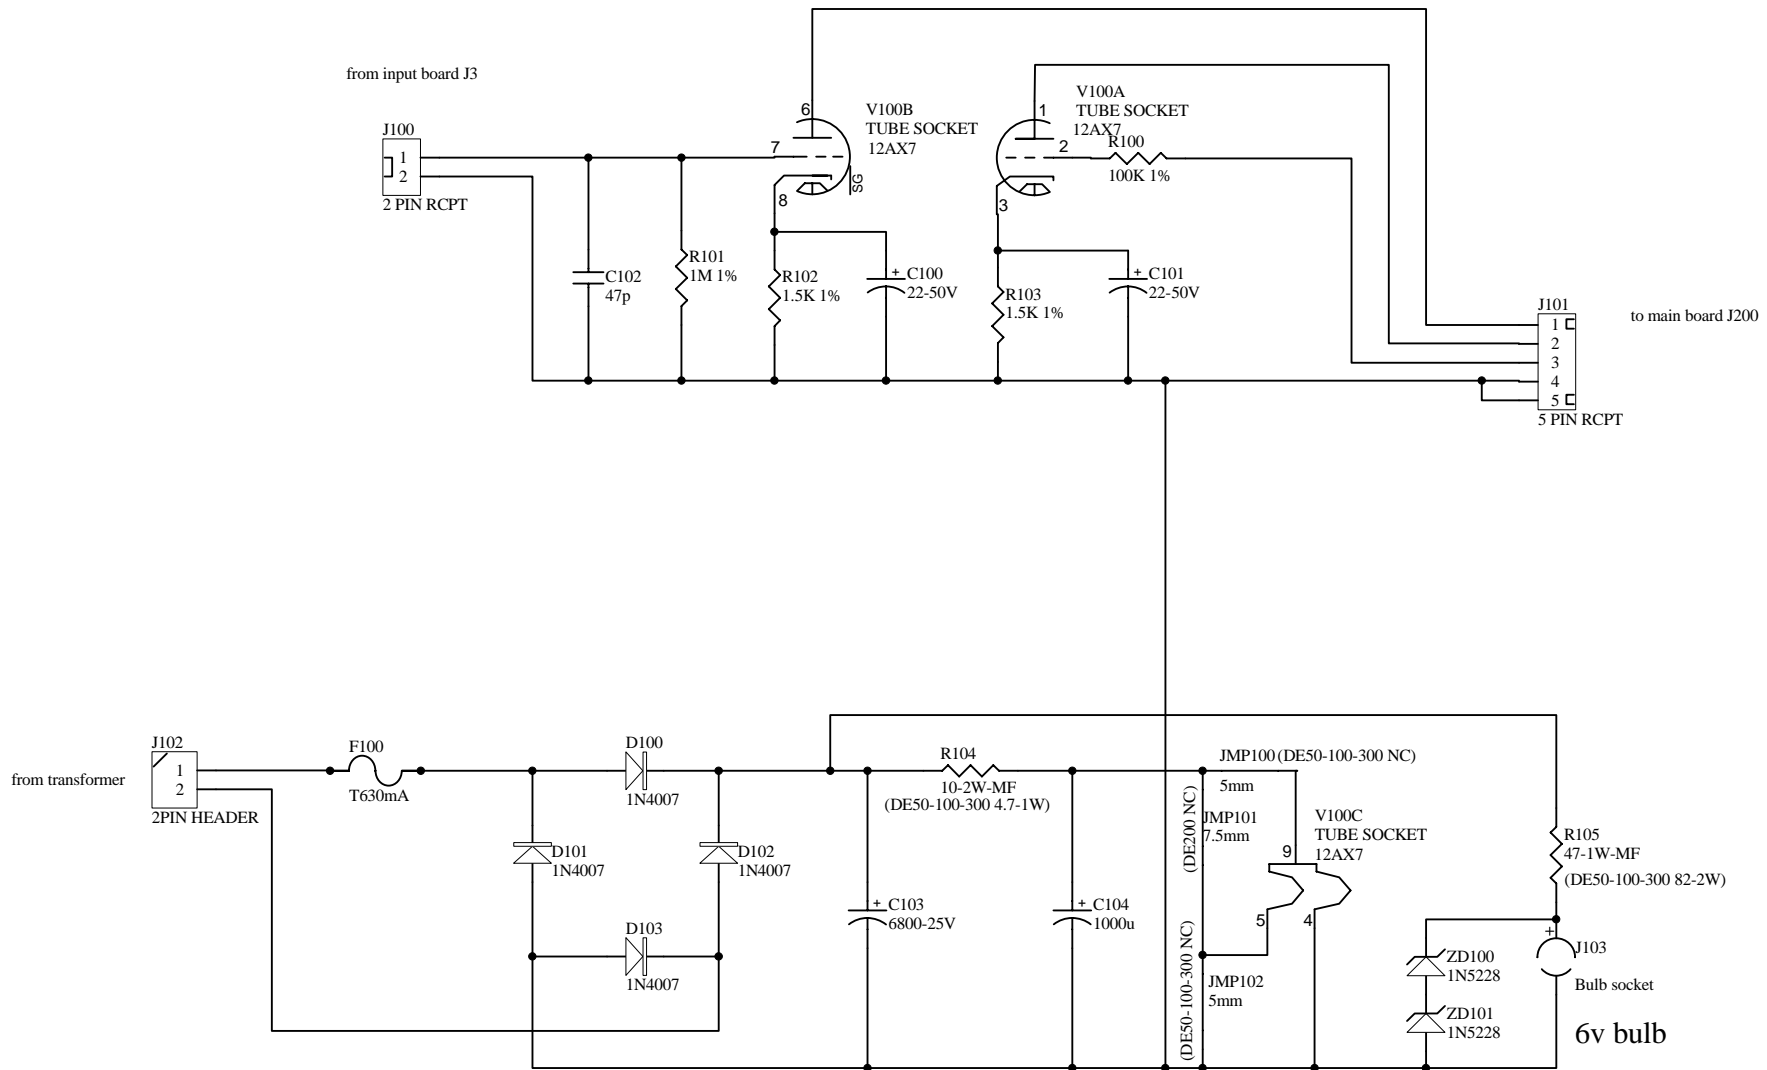 from input board J3
J100
1
2
2 PIN RCPT
6
7
8
V100B
TUBE SOCKET
12AX7
SG
V100A
TUBE SOCKET
12AX7
1
2
3
R100
100K 1%
C102
47p
R101
1M 1%
R102
1.5K 1%
+
C100
22-50V
R103
1.5K 1%
+
C101
22-50V
J101
1
2
3
4
5
5 PIN RCPT
to main board J200
from transformer
J102
1
2
2PIN HEADER
F100
T630mA
D100
1N4007
D101
1N4007
D102
1N4007
D103
1N4007
R104
10-2W-MF
(DE50-100-300 4.7-1W)
+
C103
6800-25V
+
C104
1000u
JMP100 (DE50-100-300 NC)
5mm
(DE200 NC)
JMP101
7.5mm
(DE50-100-300 NC)
JMP102
5mm
V100C
TUBE SOCKET
12AX7
9
5
4
R105
47-1W-MF
(DE50-100-300 82-2W)
ZD100
1N5228
ZD101
1N5228
+
J103
Bulb socket
6v bulb